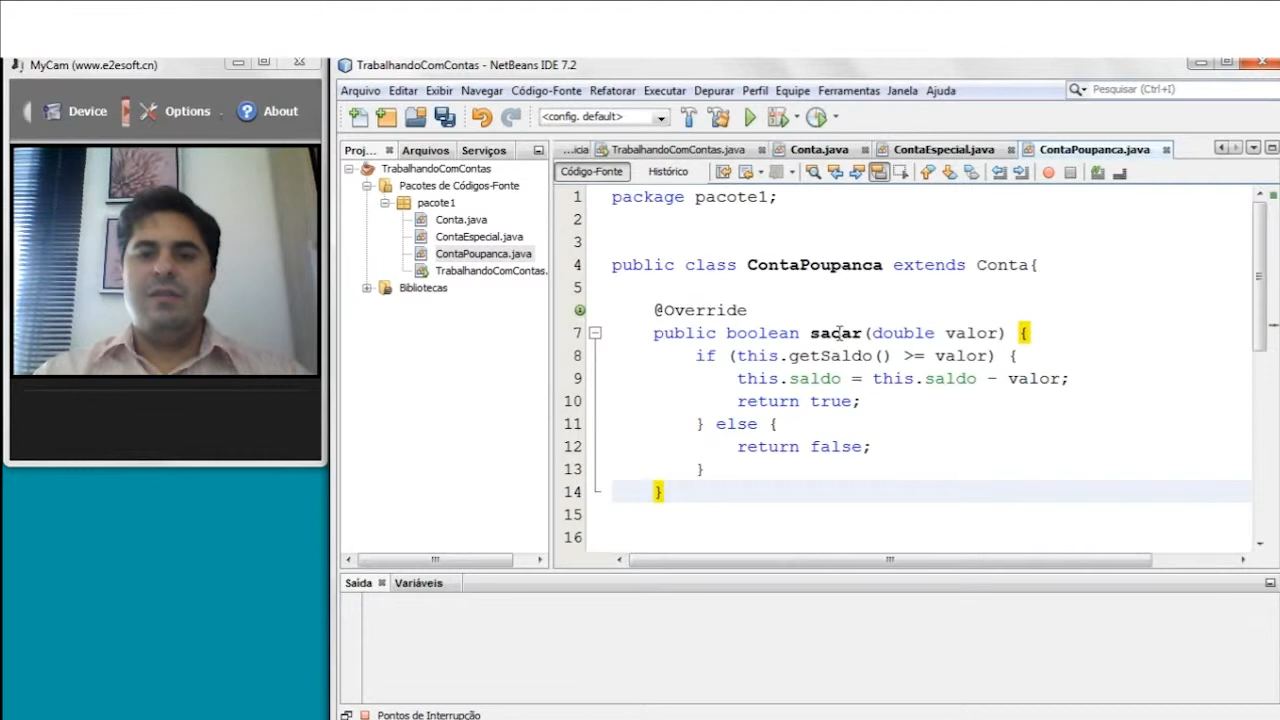 MyCam (www.e2esoft.cn)
Device
Options
About
TrabalhandoComContas - NetBeans IDE 7.2
Arquivo Editar Exibir Navegar Código-Fonte Refatorar Executar Depurar Perfil Equipe Ferramentas Janela Ajuda
Pesquisar (Ctrl+I)
<config. default>
Proj... Arquivos Serviços
...icia TrabalhandoComContas.java Conta.java ContaEspecial.java ContaPoupanca.java
Código-Fonte Histórico
TrabalhandoComContas
Pacotes de Códigos-Fonte
pacote1
Conta.java
ContaEspecial.java
ContaPoupanca.java
TrabalhandoComContas.
Bibliotecas
1 package pacote1;
2
3
4 public class ContaPoupanca extends Conta{
5
@Override
7 public boolean sacar(double valor) {
8 if (this.getSaldo() >= valor) {
9 this.saldo = this.saldo - valor;
10 return true;
11 } else {
12 return false;
13 }
14 }
15
16
Saída Variáveis
Pontos de Interrupção